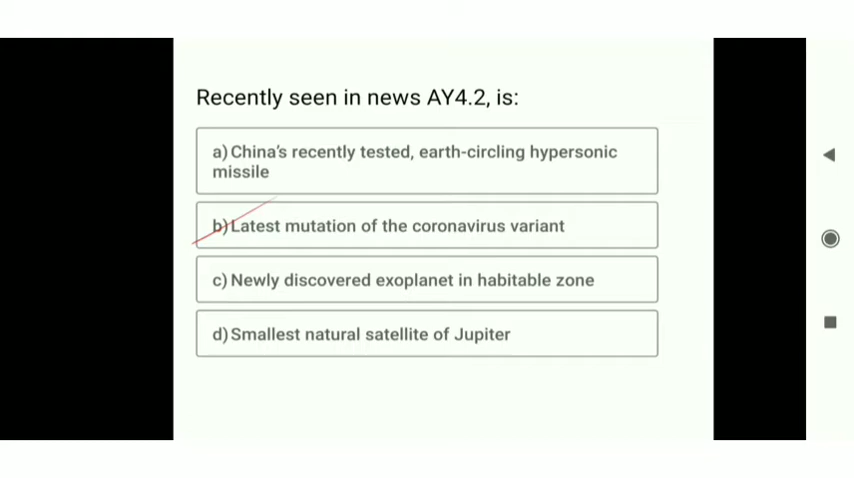 Recently seen in news AY4.2, is:
a) China's recently tested, earth-circling hypersonic
missile
b) Latest mutation of the coronavirus variant
c) Newly discovered exoplanet in habitable zone
d) Smallest natural satellite of Jupiter